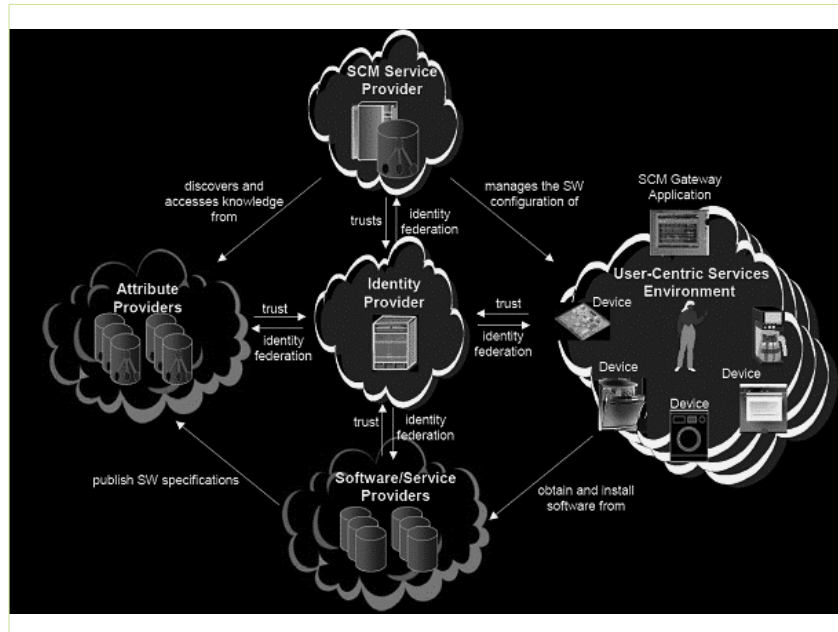 SCM Service
Provider
discovers and
accesses knowledge
from
manages the SW
configuration of
SCM Gateway
Application
trusts
identity
federation
Attribute
Providers
Identity
Provider
User-Centric Services
Environment
trust
identity
federation
trust
identity
federation
Device
Device
Device
Device
trust
identity
federation
publish SW specifications
Software/Service
Providers
obtain and install
software from